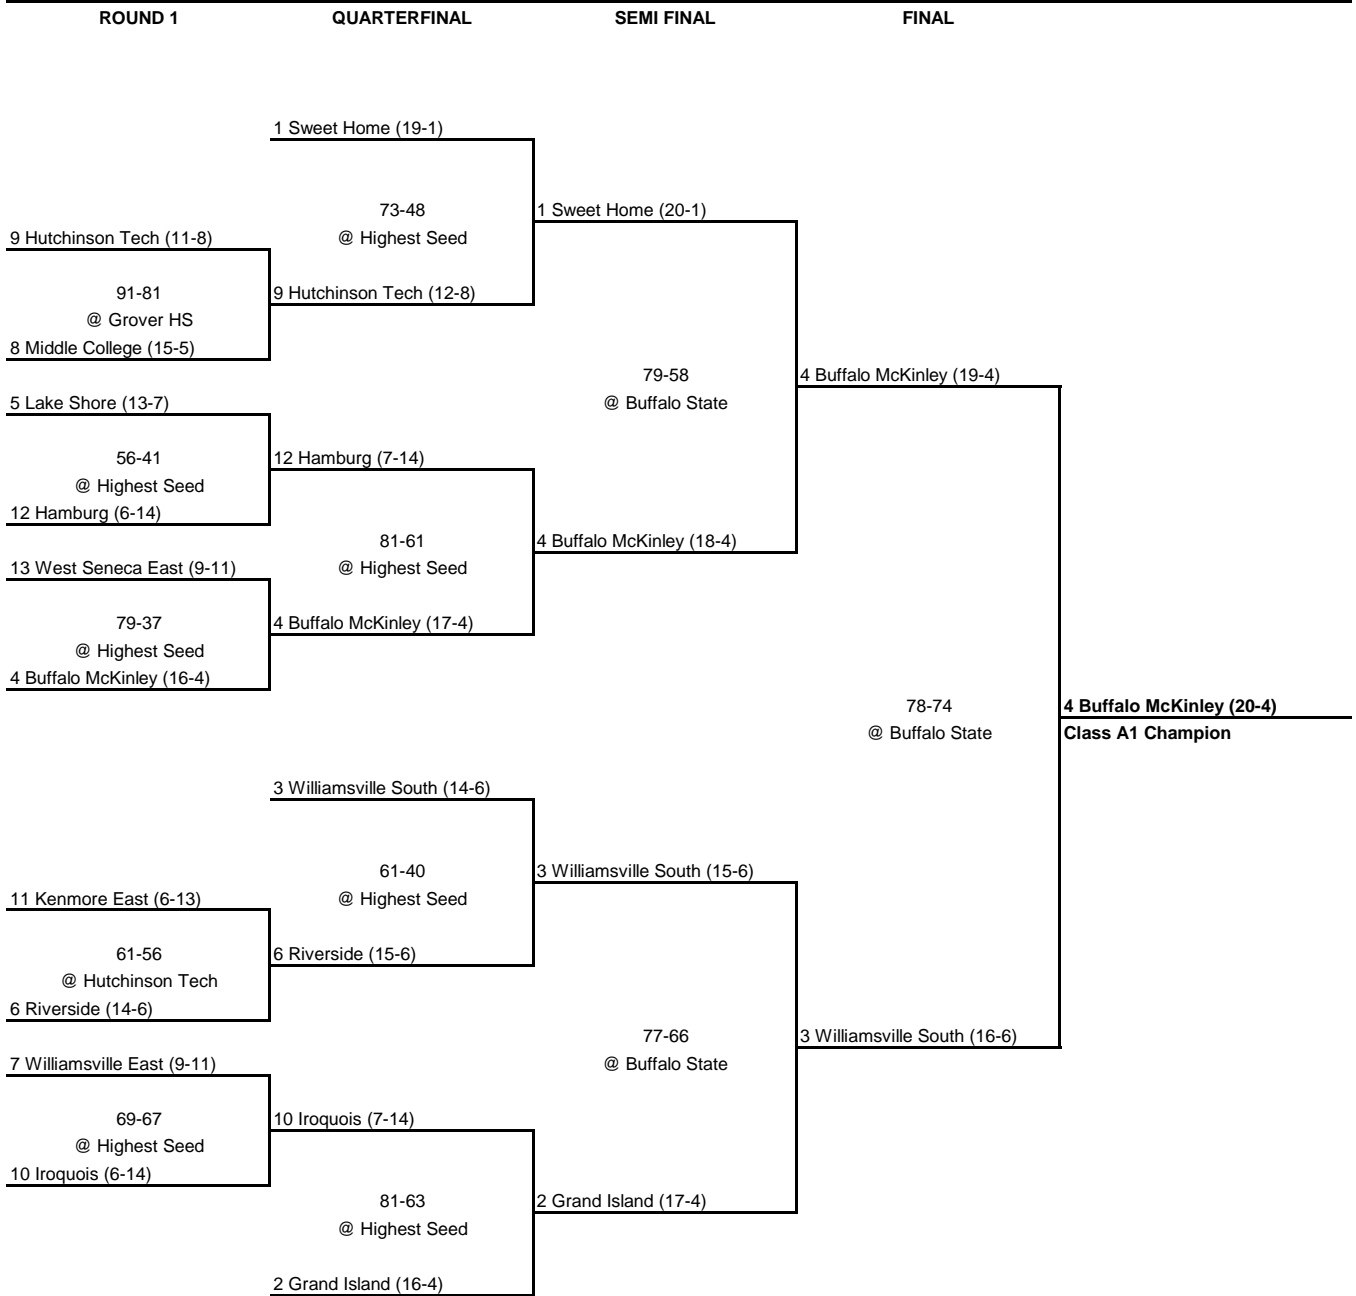 ROUND 1 QUARTERFINAL SEMI FINAL FINAL
1 Sweet Home (19-1)
73-48 1 Sweet Home (20-1)
9 Hutchinson Tech (11-8) @ Highest Seed
91-81 9 Hutchinson Tech (12-8)
@ Grover HS
8 Middle College (15-5)
79-58 4 Buffalo McKinley (19-4)
5 Lake Shore (13-7) @ Buffalo State
56-41 12 Hamburg (7-14)
@ Highest Seed
12 Hamburg (6-14)
81-61 4 Buffalo McKinley (18-4)
13 West Seneca East (9-11) @ Highest Seed
79-37 4 Buffalo McKinley (17-4)
@ Highest Seed
4 Buffalo McKinley (16-4)
78-74 4 Buffalo McKinley (20-4)
@ Buffalo State Class A1 Champion
3 Williamsville South (14-6)
61-40 3 Williamsville South (15-6)
11 Kenmore East (6-13) @ Highest Seed
61-56 6 Riverside (15-6)
@ Hutchinson Tech
6 Riverside (14-6)
77-66 3 Williamsville South (16-6)
7 Williamsville East (9-11) @ Buffalo State
69-67 10 Iroquois (7-14)
@ Highest Seed
10 Iroquois (6-14)
81-63 2 Grand Island (17-4)
@ Highest Seed
2 Grand Island (16-4)